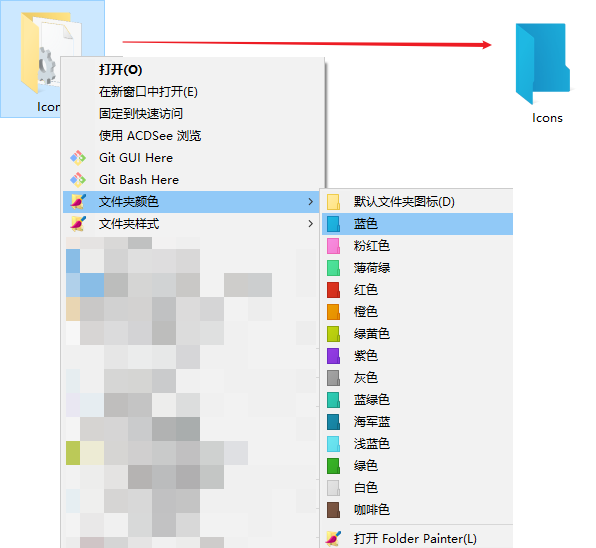 Icon
Icons
打开(O)
在新窗口中打开(E)
固定到快速访问
使用 ACDSee 浏览
Git GUI Here
Git Bash Here
文件夹颜色
文件夹样式
默认文件夹图标(D)
蓝色
粉红色
薄荷绿
红色
橙色
绿黄色
紫色
灰色
蓝绿色
海军蓝
浅蓝色
绿色
白色
咖啡色
打开 Folder Painter(L)